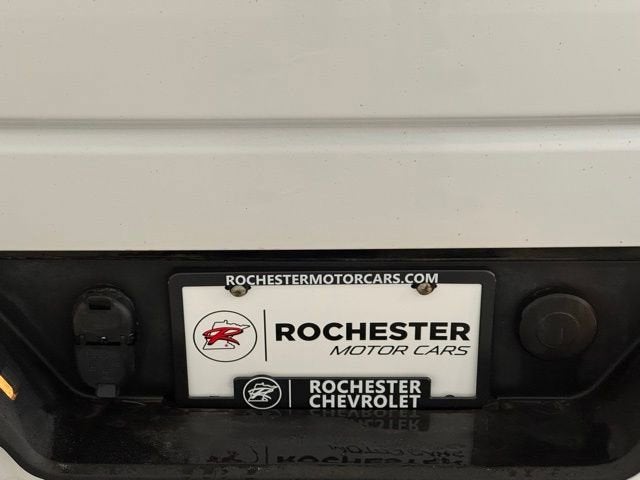 ROCHESTERMOTORCARS.COM
R
ROCHESTER
MOTOR CARS
R
ROCHESTER
CHEVROLET